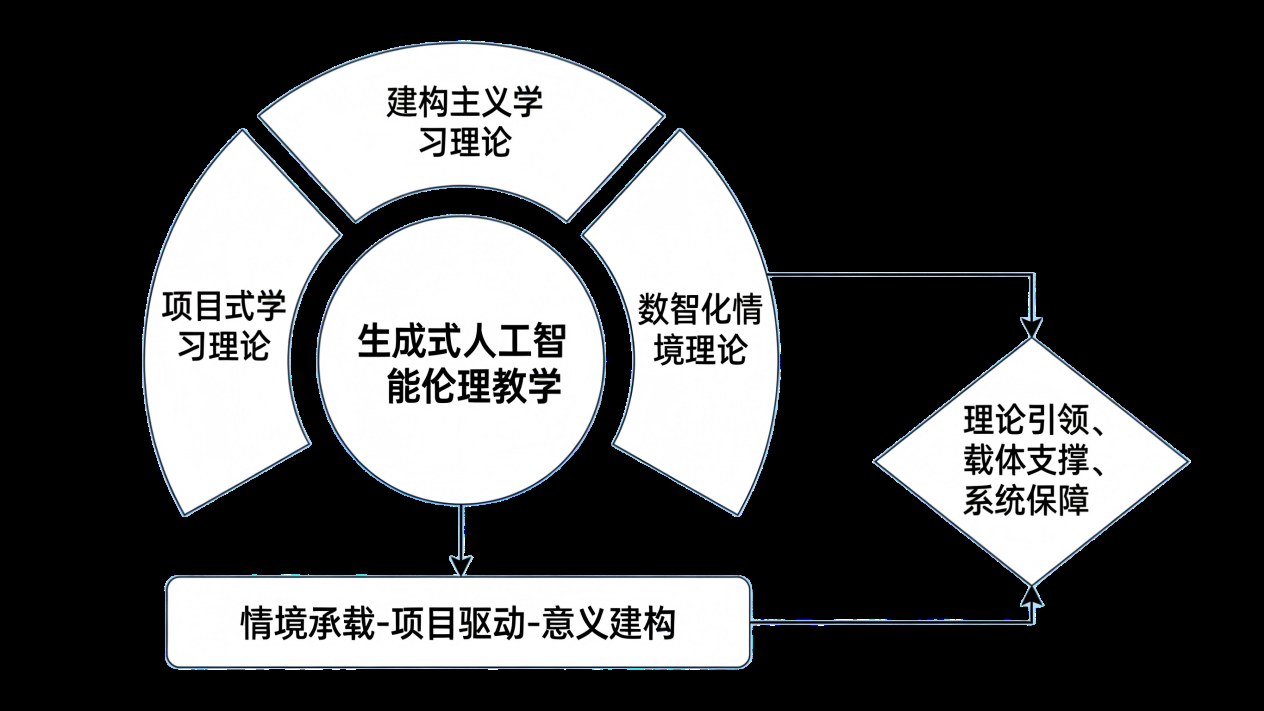 建构主义学
习理论
项目式学
习理论
生成式人工智
能伦理教学
数智化情
境理论
理论引领、
载体支撑、
系统保障
情境承载-项目驱动-意义建构